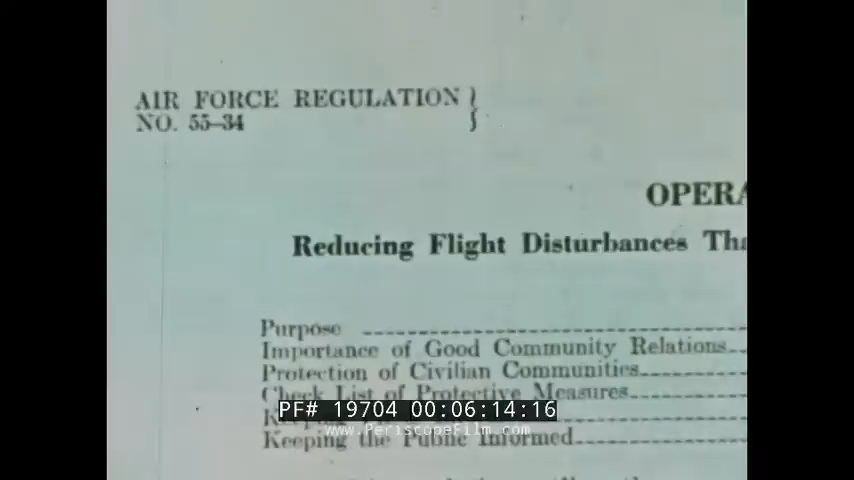 AIR FORCE REGULATION }
NO. 55–34
OPERA
Reducing Flight Disturbances Tha
Purpose
Importance of Good Community Relations
Protection of Civilian Communities
Check List of Protective Measures
PF# 19704 00:06:14:16
www.PeriscopeFilm.com
Keeping the Public Informed